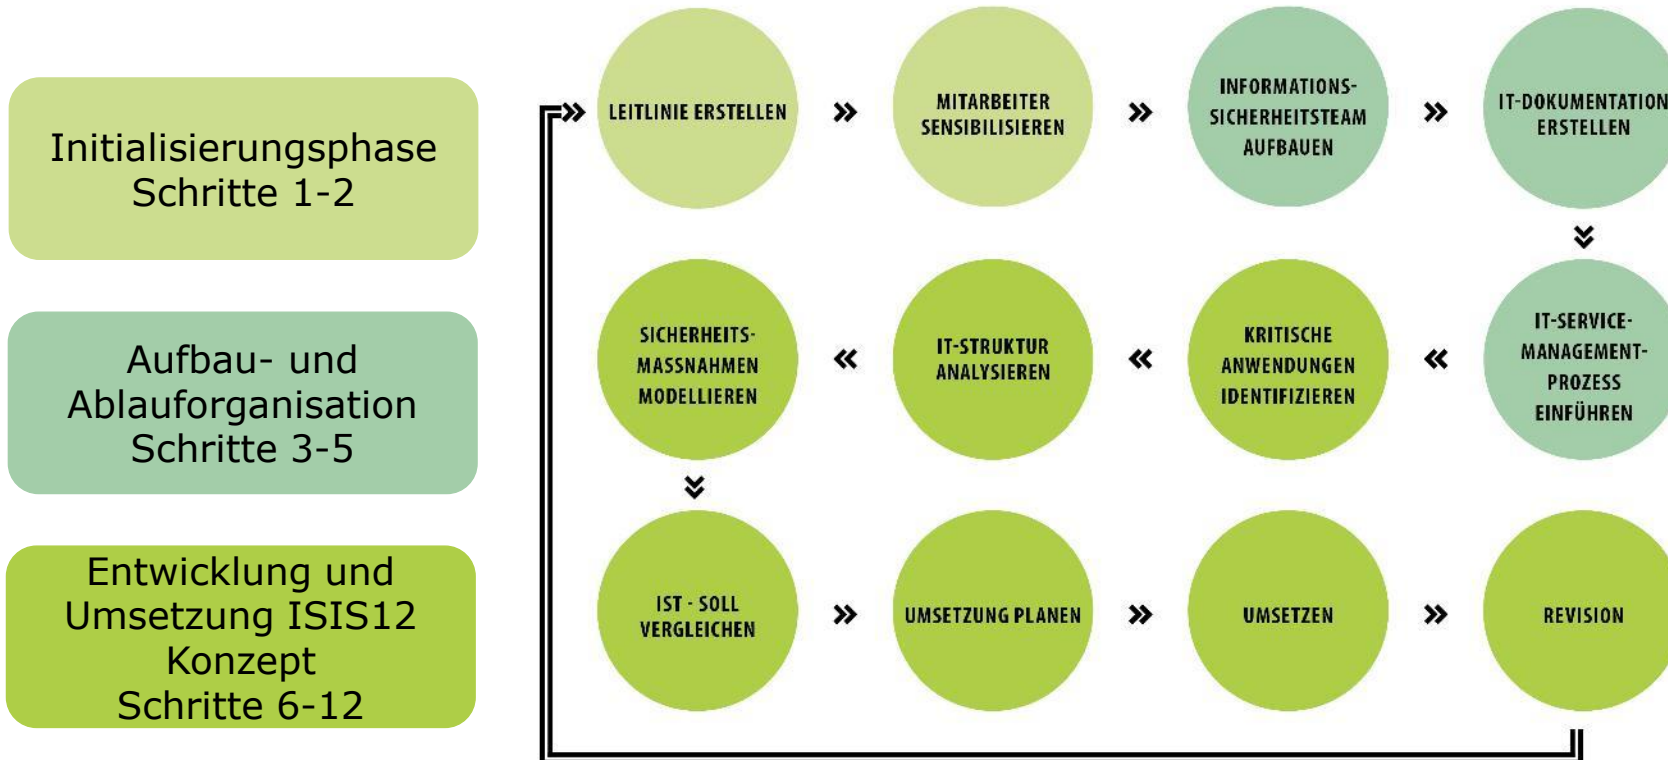 Initialisierungsphase
Schritte 1-2
Aufbau- und
Ablauforganisation
Schritte 3-5
Entwicklung und
Umsetzung ISIS12
Konzept
Schritte 6-12
LEITLINIE ERSTELLEN
MITARBEITER
SENSIBILISIEREN
INFORMATIONS-
SICHERHEITSTEAM
AUFBAUEN
IT-DOKUMENTATION
ERSTELLEN
SICHERHEITS-
MASSNAHMEN
MODELLIEREN
IT-STRUKTUR
ANALYSIEREN
KRITISCHE
ANWENDUNGEN
IDENTIFIZIEREN
IT-SERVICE-
MANAGEMENT-
PROZESS
EINFÜHREN
IST - SOLL
VERGLEICHEN
UMSETZUNG PLANEN
UMSETZEN
REVISION